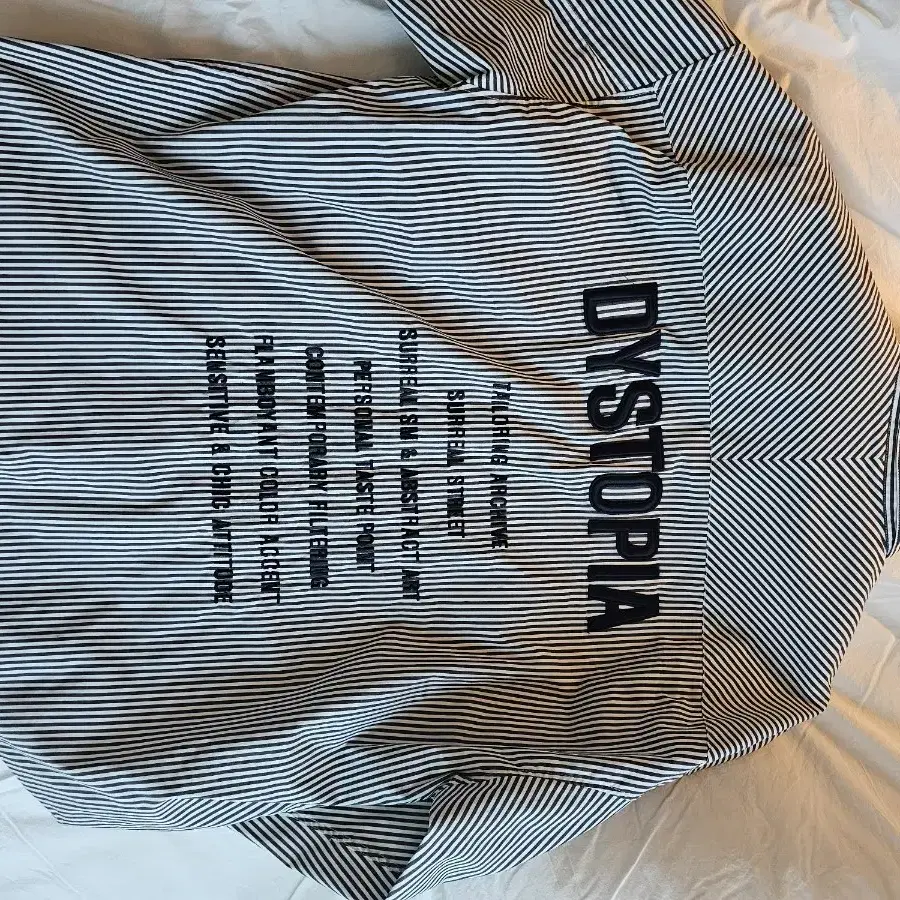 DYSTOPIA
TAILORING ARCHIVE
SURREAL STREET
SURREALISM & ABSTRACT ART
PERSONAL TASTE POINT
CONTEMPORARY FILTERING
FLAMBOYANT COLOR ACCENT
SENSITIVE & CHIC ATTITUDE